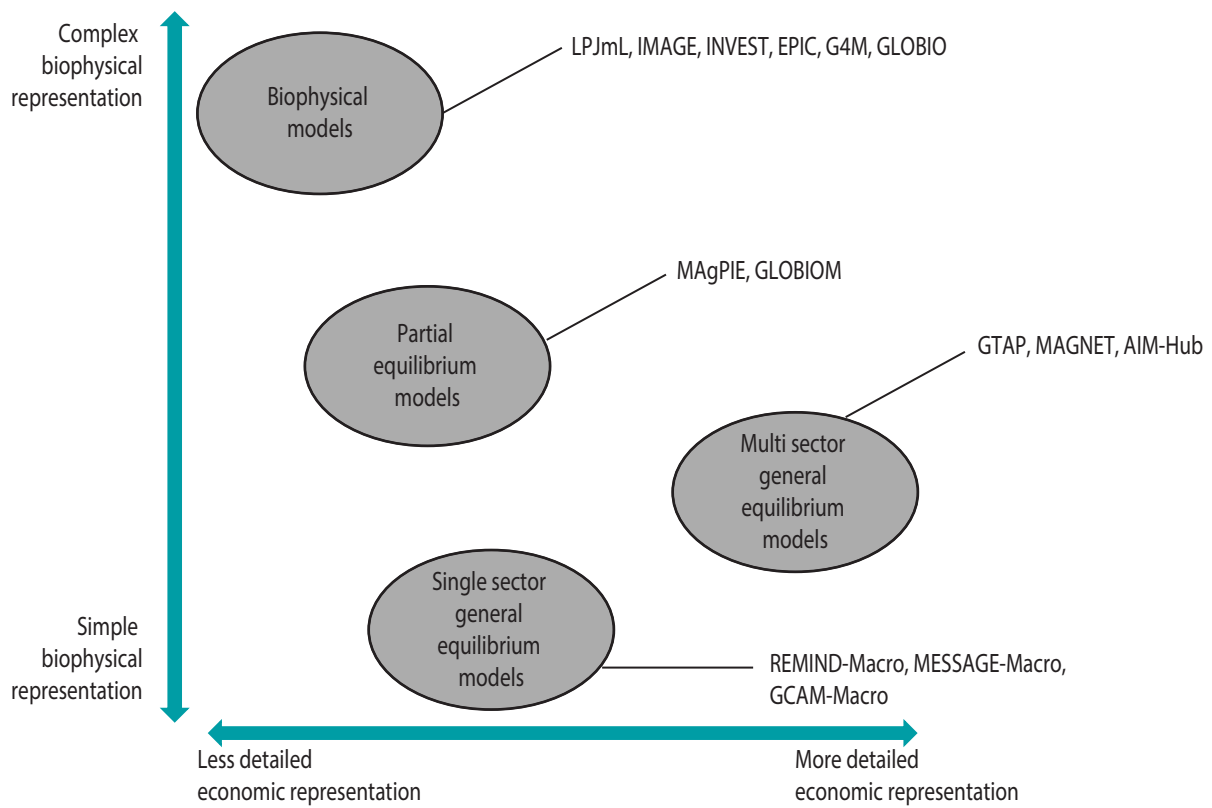 Complex
biophysical
representation
LPJmL, IMAGE, INVEST, EPIC, G4M, GLOBIO
Biophysical
models
MAgPIE, GLOBIOM
Partial
equilibrium
models
GTAP, MAGNET, AIM-Hub
Multi sector
general
equilibrium
models
Single sector
general
equilibrium
models
Simple
biophysical
representation
REMIND-Macro, MESSAGE-Macro,
GCAM-Macro
Less detailed
economic representation
More detailed
economic representation